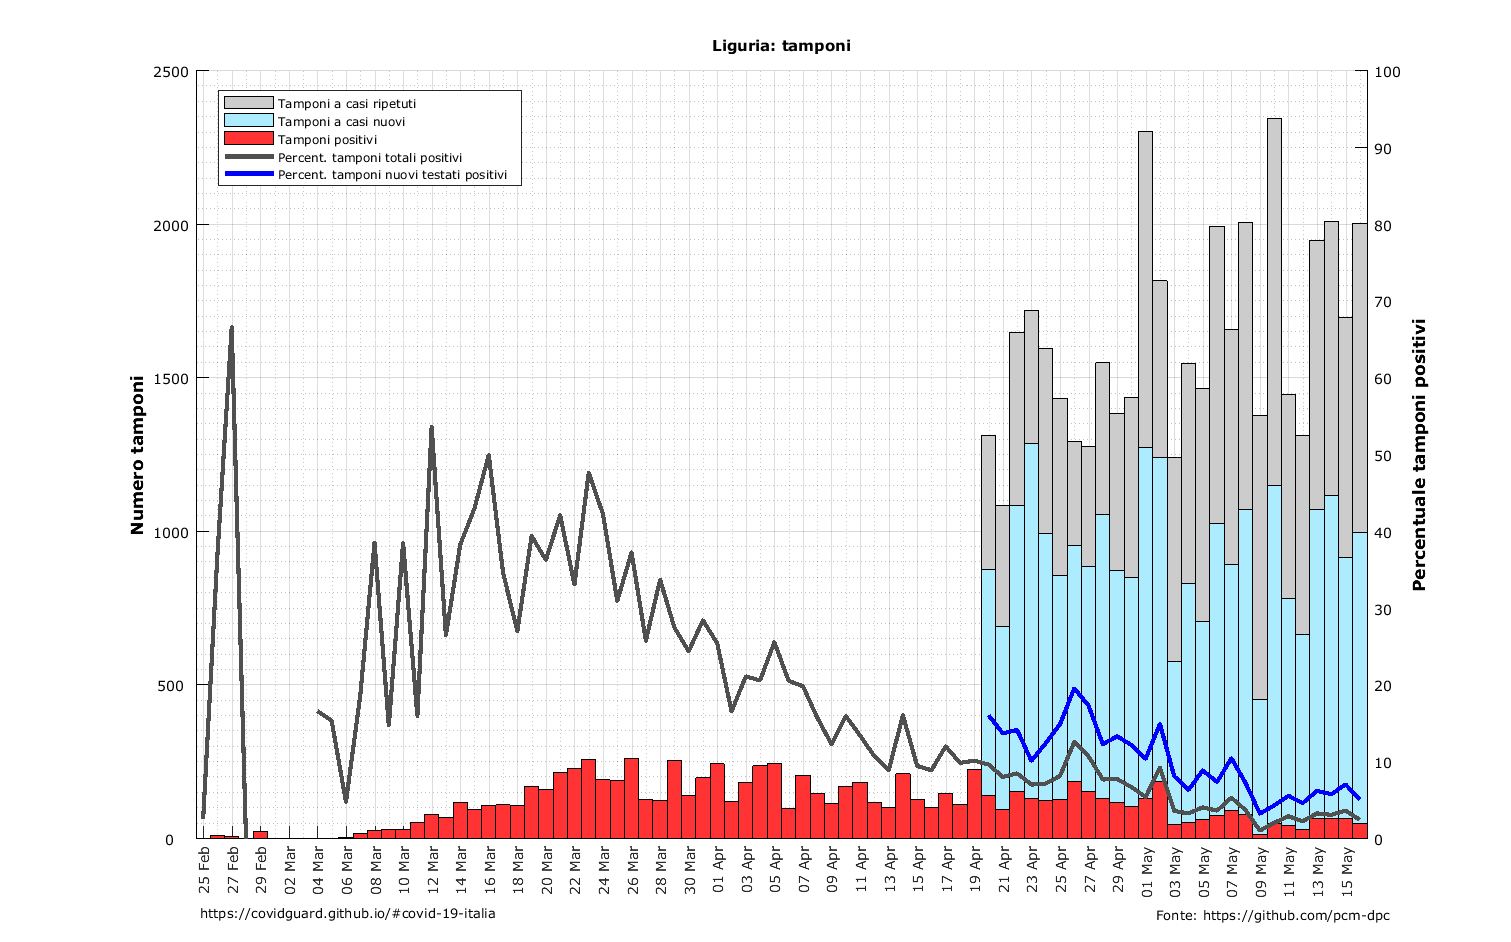 Liguria: tamponi
Tamponi a casi ripetuti
Tamponi a casi nuovi
Tamponi positivi
Percent. tamponi totali positivi
Percent. tamponi nuovi testati positivi
Numero tamponi
2500
2000
1500
1000
500
0
100
90
80
70
60
50
40
30
20
10
0
Percentuale tamponi positivi
25 Feb
27 Feb
29 Feb
02 Mar
04 Mar
06 Mar
08 Mar
10 Mar
12 Mar
14 Mar
16 Mar
18 Mar
20 Mar
22 Mar
24 Mar
26 Mar
28 Mar
30 Mar
01 Apr
03 Apr
05 Apr
07 Apr
09 Apr
11 Apr
13 Apr
15 Apr
17 Apr
19 Apr
21 Apr
23 Apr
25 Apr
27 Apr
29 Apr
01 May
03 May
05 May
07 May
09 May
11 May
13 May
15 May
https://covidguard.github.io/#covid-19-italia
Fonte: https://github.com/pcm-dpc